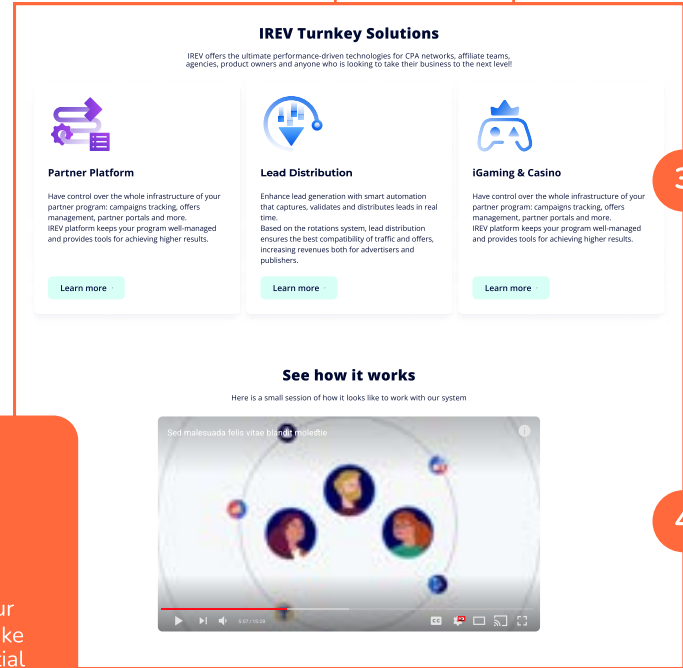 IREV Turnkey Solutions
IREV offers the ultimate performance-driven technologies for CPA networks, affiliate teams,
agencies, product owners and anyone who is looking to take their business to the next level!
Partner Platform
Have control over the whole infrastructure of your
partner program: campaigns tracking, offers
management, partner portals and more.
IREV platform keeps your program well-managed
and provides tools for achieving higher results.
Learn more
Lead Distribution
Enhance lead generation with smart automation
that captures, validates and distributes leads in real
time.
Based on the rotations system, lead distribution
ensures the best compatibility of traffic and offers,
increasing revenues both for advertisers and
publishers.
Learn more
iGaming & Casino
Have control over the whole infrastructure of your
partner program: campaigns tracking, offers
management, partner portals and more.
IREV platform keeps your program well-managed
and provides tools for achieving higher results.
Learn more
3
See how it works
Here is a small session of how it looks like to work with our system
Sed malesuada felis vitae blandit molestie
CC
4
ur
ke
tial